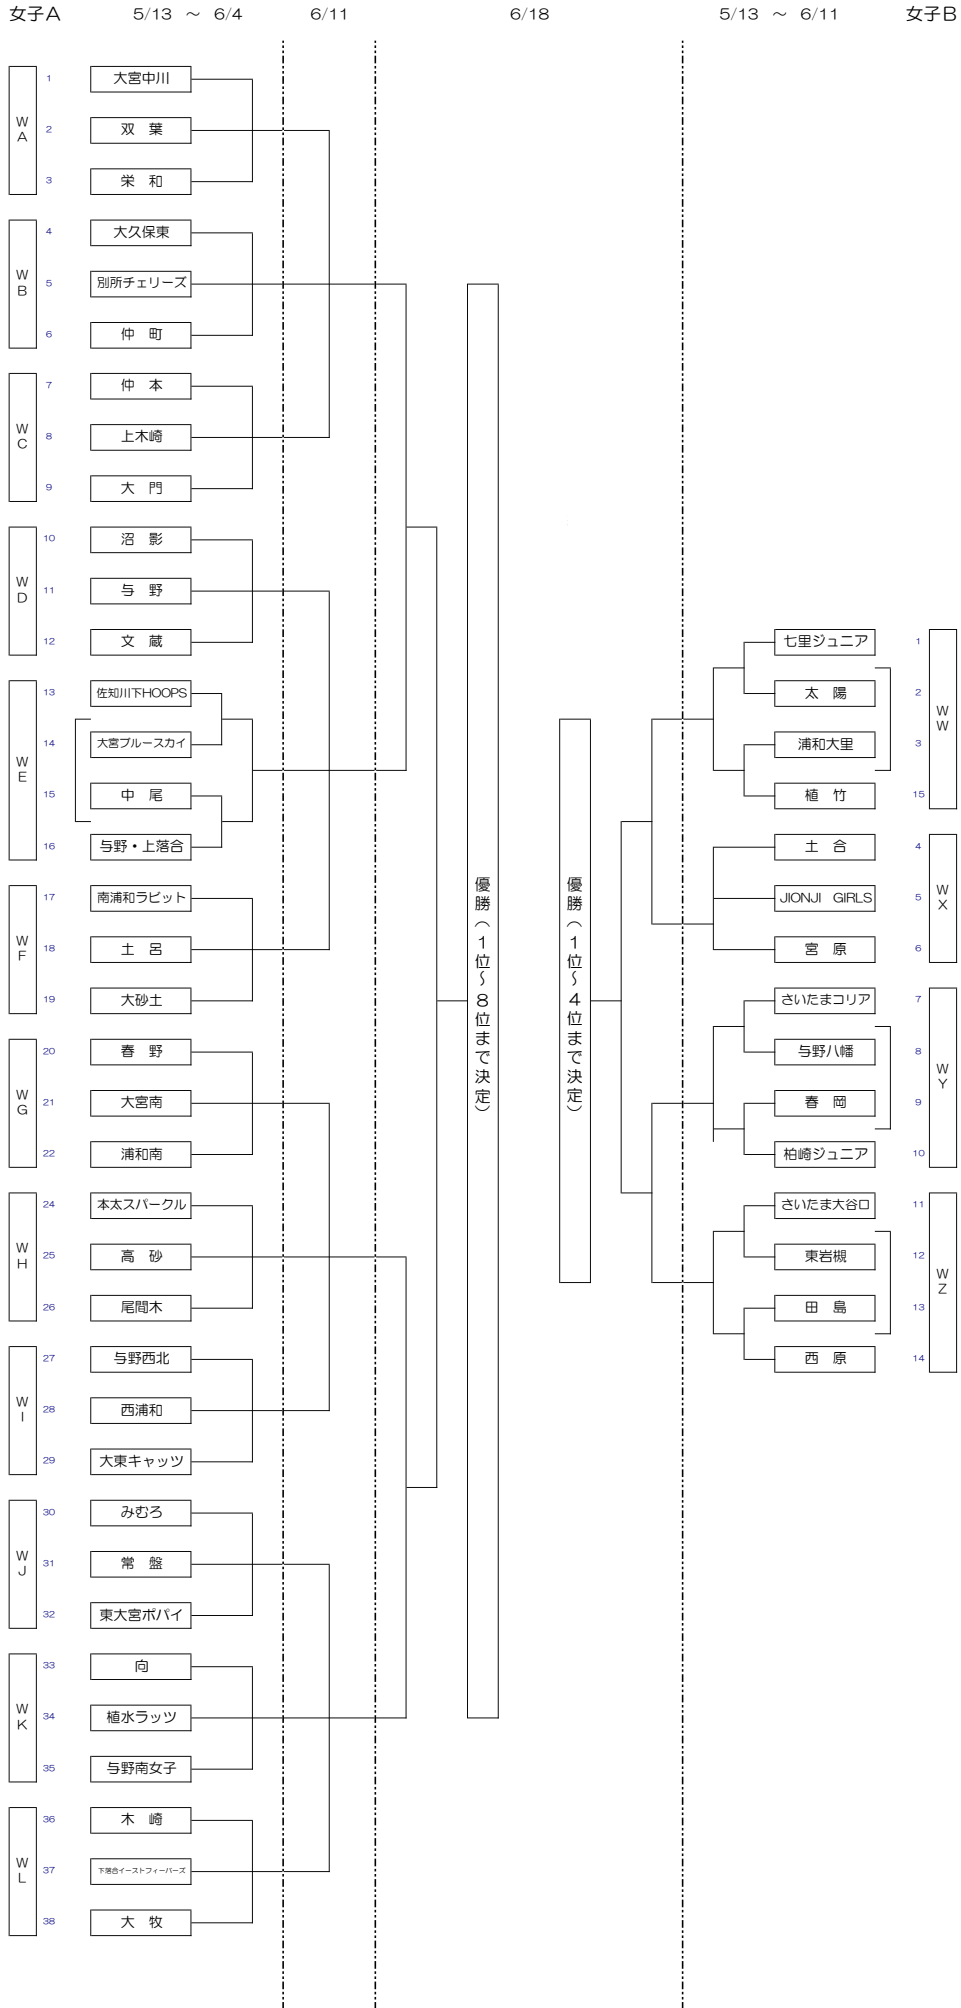 女子A 5/13 ～ 6/4 6/11 6/18 5/13 ～ 6/11 女子B
WA
1 大宮中川
2 双 葉
3 栄 和
WB
4 大久保東
5 別所チェリーズ
6 仲 町
WC
7 仲 本
8 上木崎
9 大 門
WD
10 沼 影
11 与 野
12 文 蔵
WE
13 佐知川下HOOPS
14 大宮ブルースカイ
15 中 尾
16 与野・上落合
WF
17 南浦和ラビット
18 土 呂
19 大砂土
WG
20 春 野
21 大宮南
22 浦和南
WH
24 本太スパークル
25 高 砂
26 尾間木
WI
27 与野西北
28 西浦和
29 大東キャッツ
WJ
30 みむろ
31 常 盤
32 東大宮ポパイ
WK
33 向
34 植水ラッツ
35 与野南女子
WL
36 木 崎
37 下落合イーストフィーバーズ
38 大 牧
優勝（1位～8位まで決定）
優勝（1位～4位まで決定）
七里ジュニア 1
太 陽 2
浦和大里 3
植 竹 15
WW
土 合 4
JIONJI GIRLS 5
宮 原 6
WX
さいたまコリア 7
与野八幡 8
春 岡 9
柏崎ジュニア 10
WY
さいたま大谷口 11
東岩槻 12
田 島 13
西 原 14
WZ